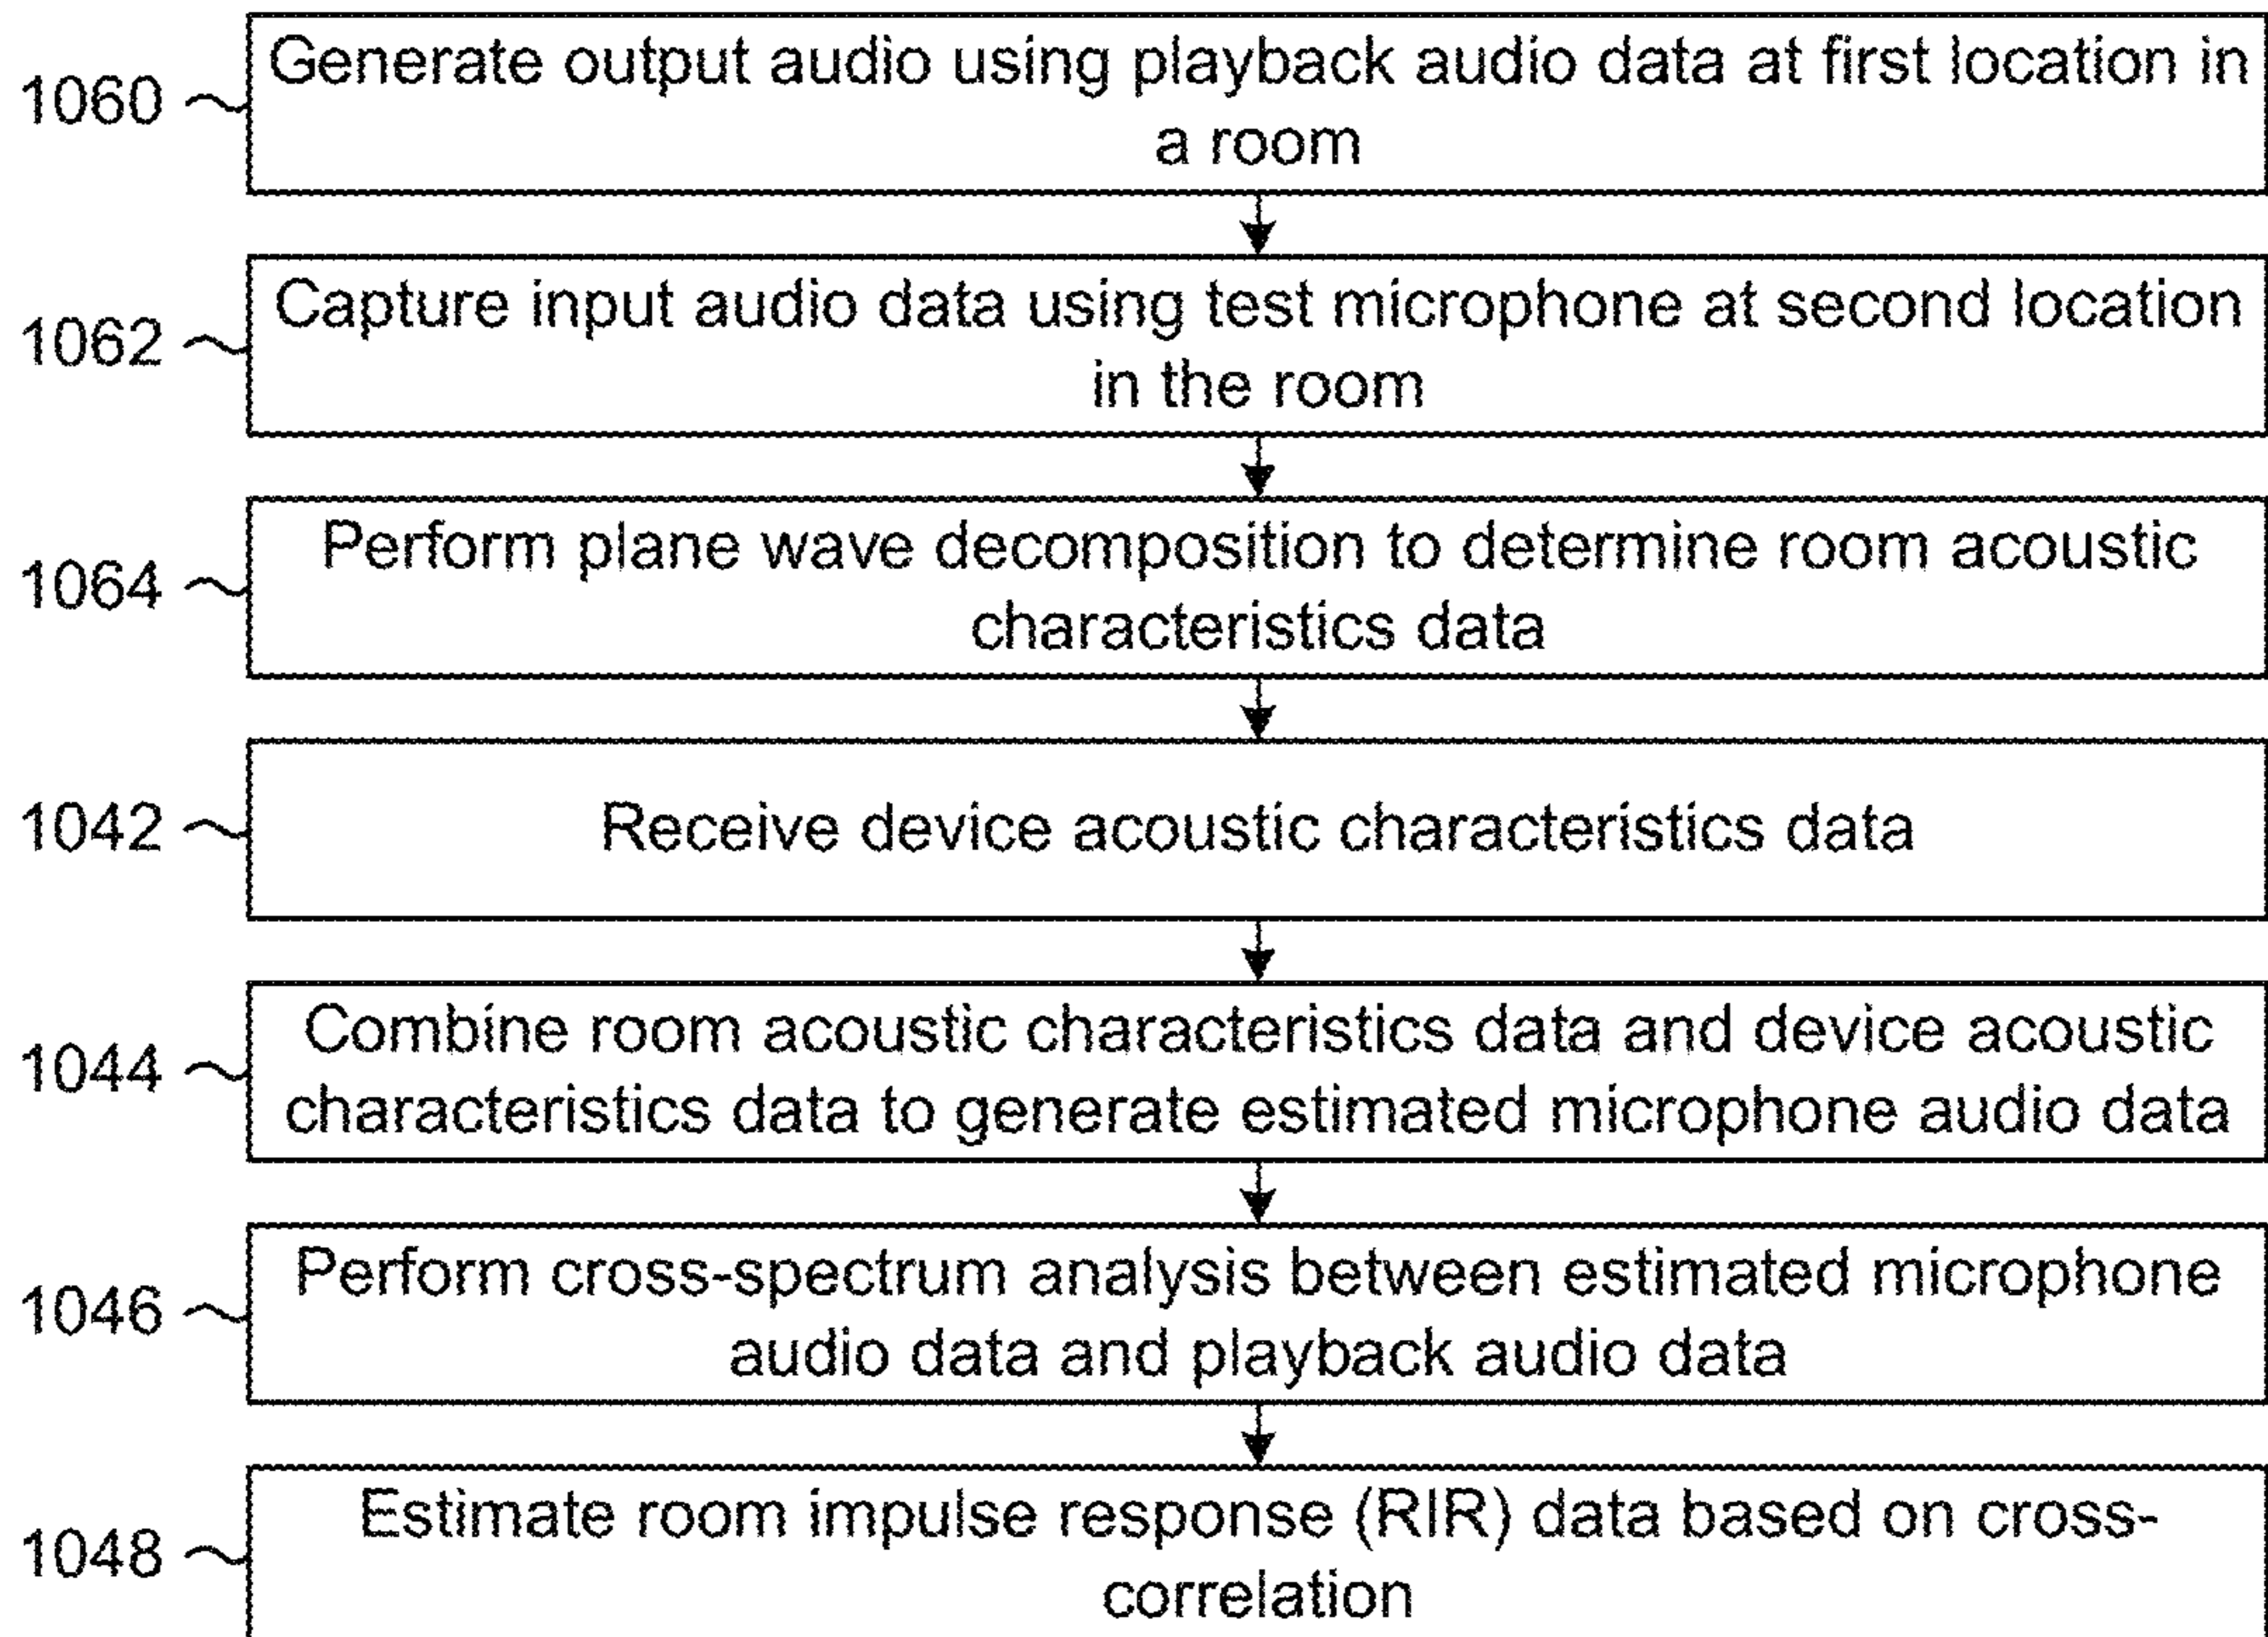 1060
Generate output audio using playback audio data at first location in
a room
1062
Capture input audio data using test microphone at second location
in the room
1064
Perform plane wave decomposition to determine room acoustic
characteristics data
1042
Receive device acoustic characteristics data
1044
Combine room acoustic characteristics data and device acoustic
characteristics data to generate estimated microphone audio data
1046
Perform cross-spectrum analysis between estimated microphone
audio data and playback audio data
1048
Estimate room impulse response (RIR) data based on cross-
correlation